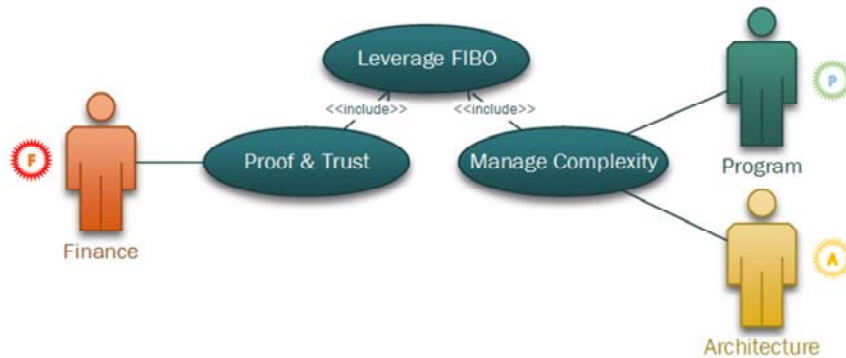 Leverage FIBO
<<include>> <<include>>
P
F
Proof & Trust
Manage Complexity
Program
Finance
A
Architecture